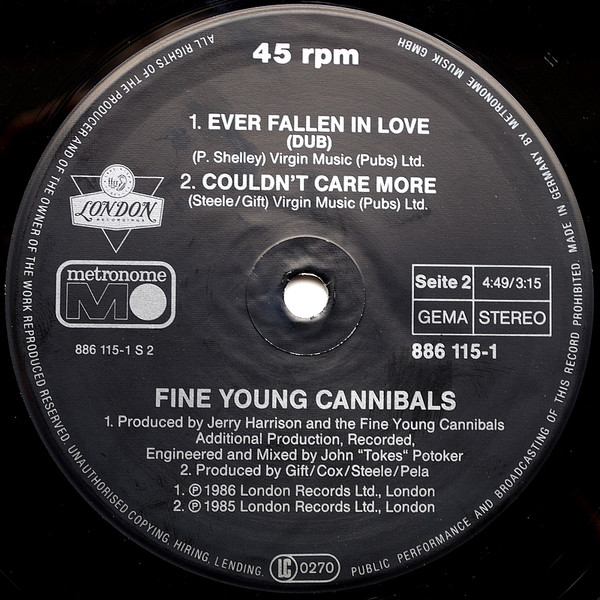 45 rpm
1. EVER FALLEN IN LOVE
(DUB)
(P. Shelley) Virgin Music (Pubs) Ltd.
2. COULDN'T CARE MORE
(Steele/Gift) Virgin Music (Pubs) Ltd.
LONDON
RECORDINGS
metronome
886 115-1 S 2
Seite 2 4:49/3:15
GEMA STEREO
886 115-1
FINE YOUNG CANNIBALS
1. Produced by Jerry Harrison and the Fine Young Cannibals
Additional Production, Recorded,
Engineered and Mixed by John "Tokes" Potoker
2. Produced by Gift/Cox/Steele/Pela
1. ℗ 1986 London Records Ltd., London
2. ℗ 1985 London Records Ltd., London
LC 0270
ALL RIGHTS OF THE PRODUCER AND OF THE OWNER OF THE WORK REPRODUCED RESERVED. UNAUTHORISED COPYING, HIRING, LENDING, PUBLIC PERFORMANCE AND BROADCASTING OF THIS RECORD PROHIBITED. MADE IN GERMANY BY METRONOME MUSIK GMBH